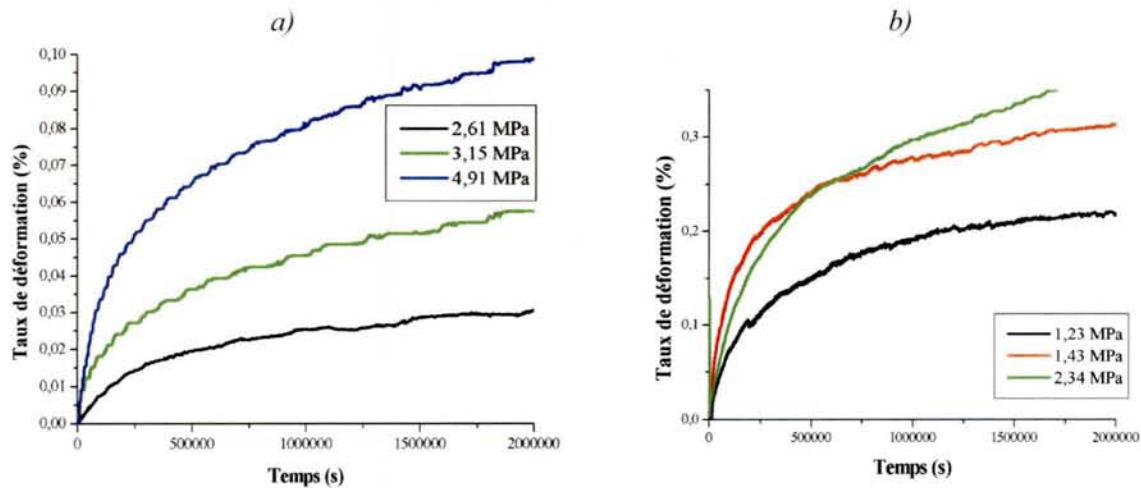 a)
0,10
0,09
0,08
0,07
0,06
0,05
0,04
0,03
0,02
0,01
0,00
Taux de déformation (%)
2,61 MPa
3,15 MPa
4,91 MPa
0
500000
1000000
1500000
2000000
Temps (s)
b)
0,3
0,2
0,1
0,0
Taux de déformation (%)
1,23 MPa
1,43 MPa
2,34 MPa
0
500000
1000000
1500000
2000000
Temps (s)